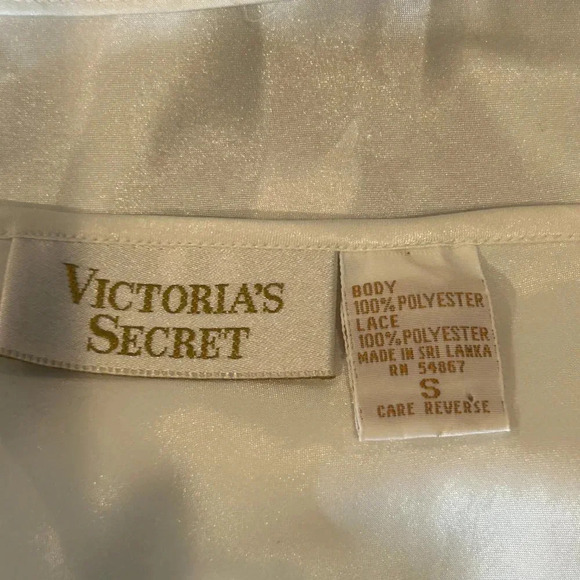 VICTORIA'S
SECRET
BODY
100% POLYESTER
LACE
100% POLYESTER
MADE IN SRI LANKA
RN 54867
S
CARE REVERSE